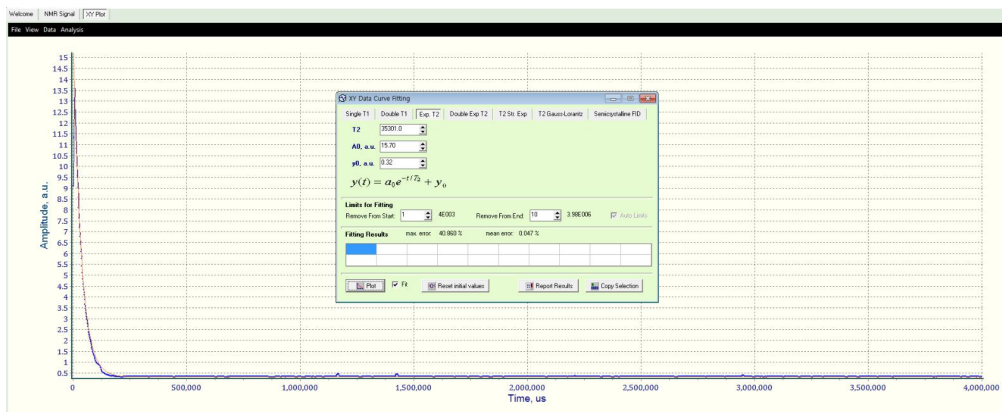 Welcome NMR Signal XY Plot
File View Data Analysis
XY Data Curve Fitting
Single T1 Double T1 Exp. T2 Double Exp T2 T2 Str. Exp T2 Gauss-Lorantz Semicrystalline FID
T2 35301.0
A0, a.u. 15.70
y0, a.u. 0.32
y(t) = a₀e^(-t/T₂) + y₀
Limits for Fitting
Remove From Start: 1 4E003 Remove From End: 10 3.98E006 Auto Limits
Fitting Results max. error: 40.860 % mean error: 0.047 %
Plot Fit Reset initial values Report Results Copy Selection
Amplitude, a.u.
15
14.5
14
13.5
13
12.5
12
11.5
11
10.5
10
9.5
9
8.5
8
7.5
7
6.5
6
5.5
5
4.5
4
3.5
3
2.5
2
1.5
1
0.5
0 500,000 1,000,000 1,500,000 2,000,000 2,500,000 3,000,000 3,500,000 4,000,000
Time, us